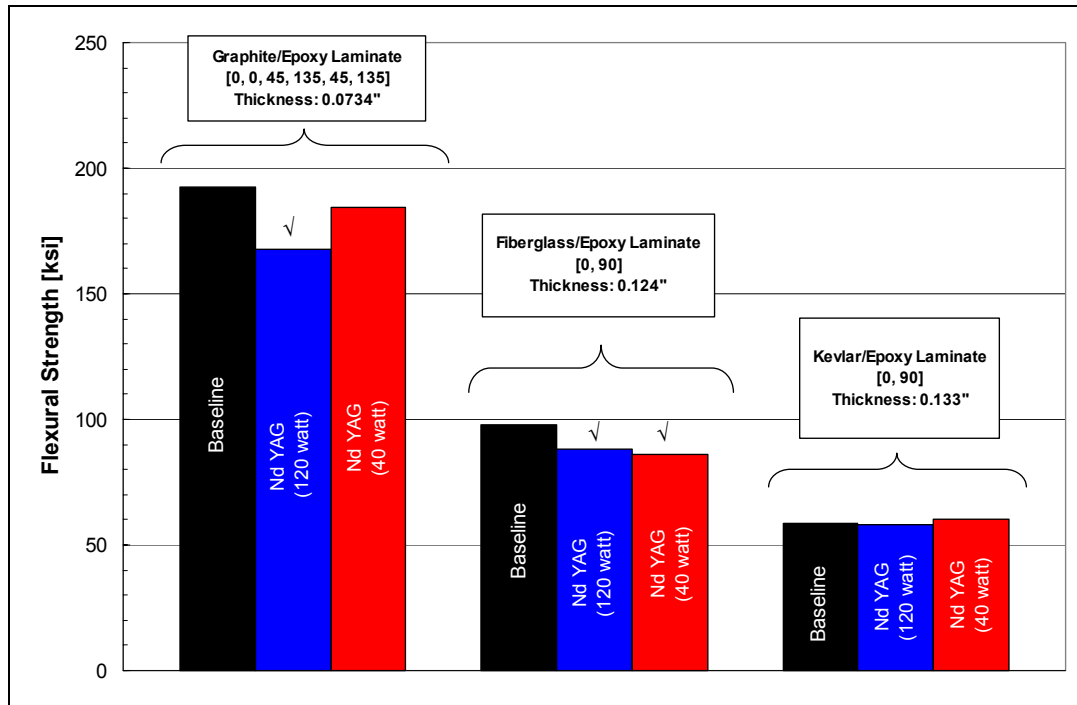 250
200
150
100
50
0
Flexural Strength [ksi]
Graphite/Epoxy Laminate
[0, 0, 45, 135, 45, 135]
Thickness: 0.0734"
Baseline
√
Nd YAG
(120 watt)
Nd YAG
(40 watt)
Fiberglass/Epoxy Laminate
[0, 90]
Thickness: 0.124"
Baseline
√
Nd YAG
(120 watt)
√
Nd YAG
(40 watt)
Kevlar/Epoxy Laminate
[0, 90]
Thickness: 0.133"
Baseline
Nd YAG
(120 watt)
Nd YAG
(40 watt)